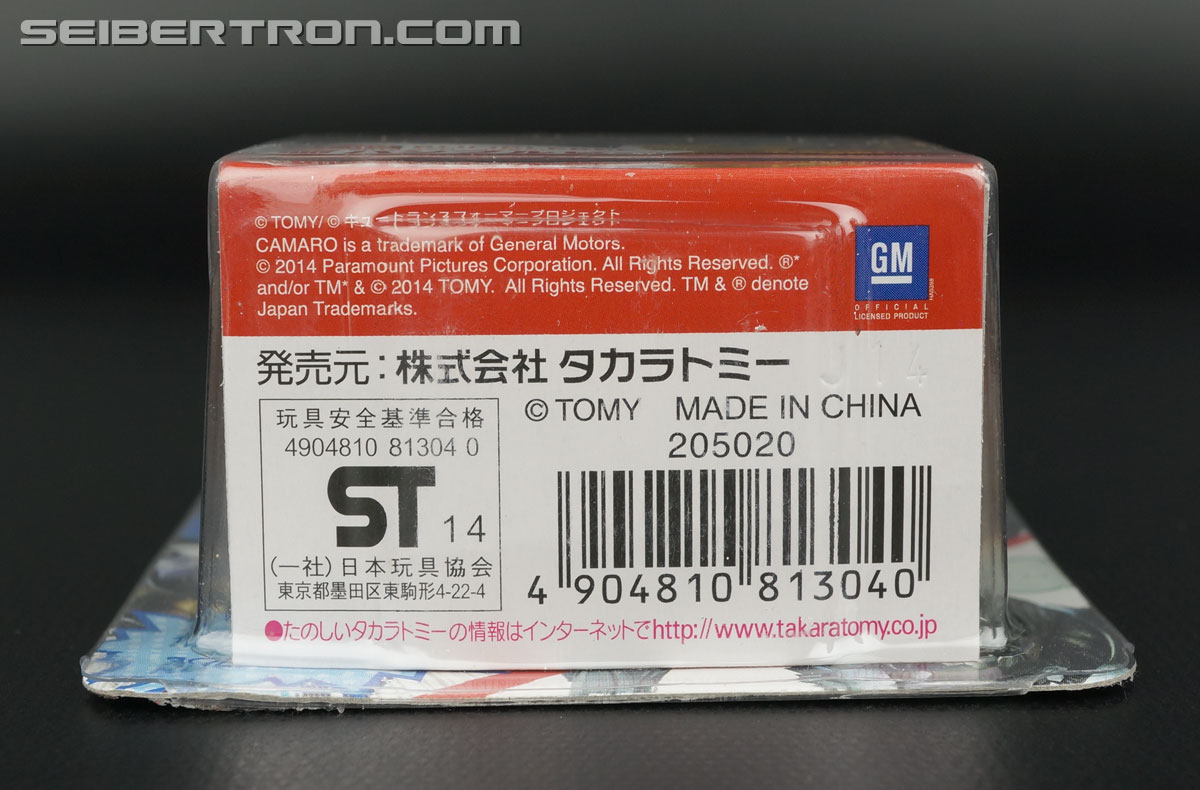 SEIBERTRON.com
© TOMY/ © キュートランスフォーマープロジェクト
CAMARO is a trademark of General Motors.
© 2014 Paramount Pictures Corporation. All Rights Reserved. ®*
and/or TM* & © 2014 TOMY. All Rights Reserved. TM & ® denote
Japan Trademarks.
GM
OFFICIAL
LICENSED PRODUCT
発売元：株式会社 タカラトミー
J14
玩具安全基準合格
4904810 81304 0
ST 14
(一社)日本玩具協会
東京都墨田区東駒形4-22-4
© TOMY MADE IN CHINA
205020
4 904810 813040
●たのしいタカラトミーの情報はインターネットでhttp://www.takaratomy.co.jp